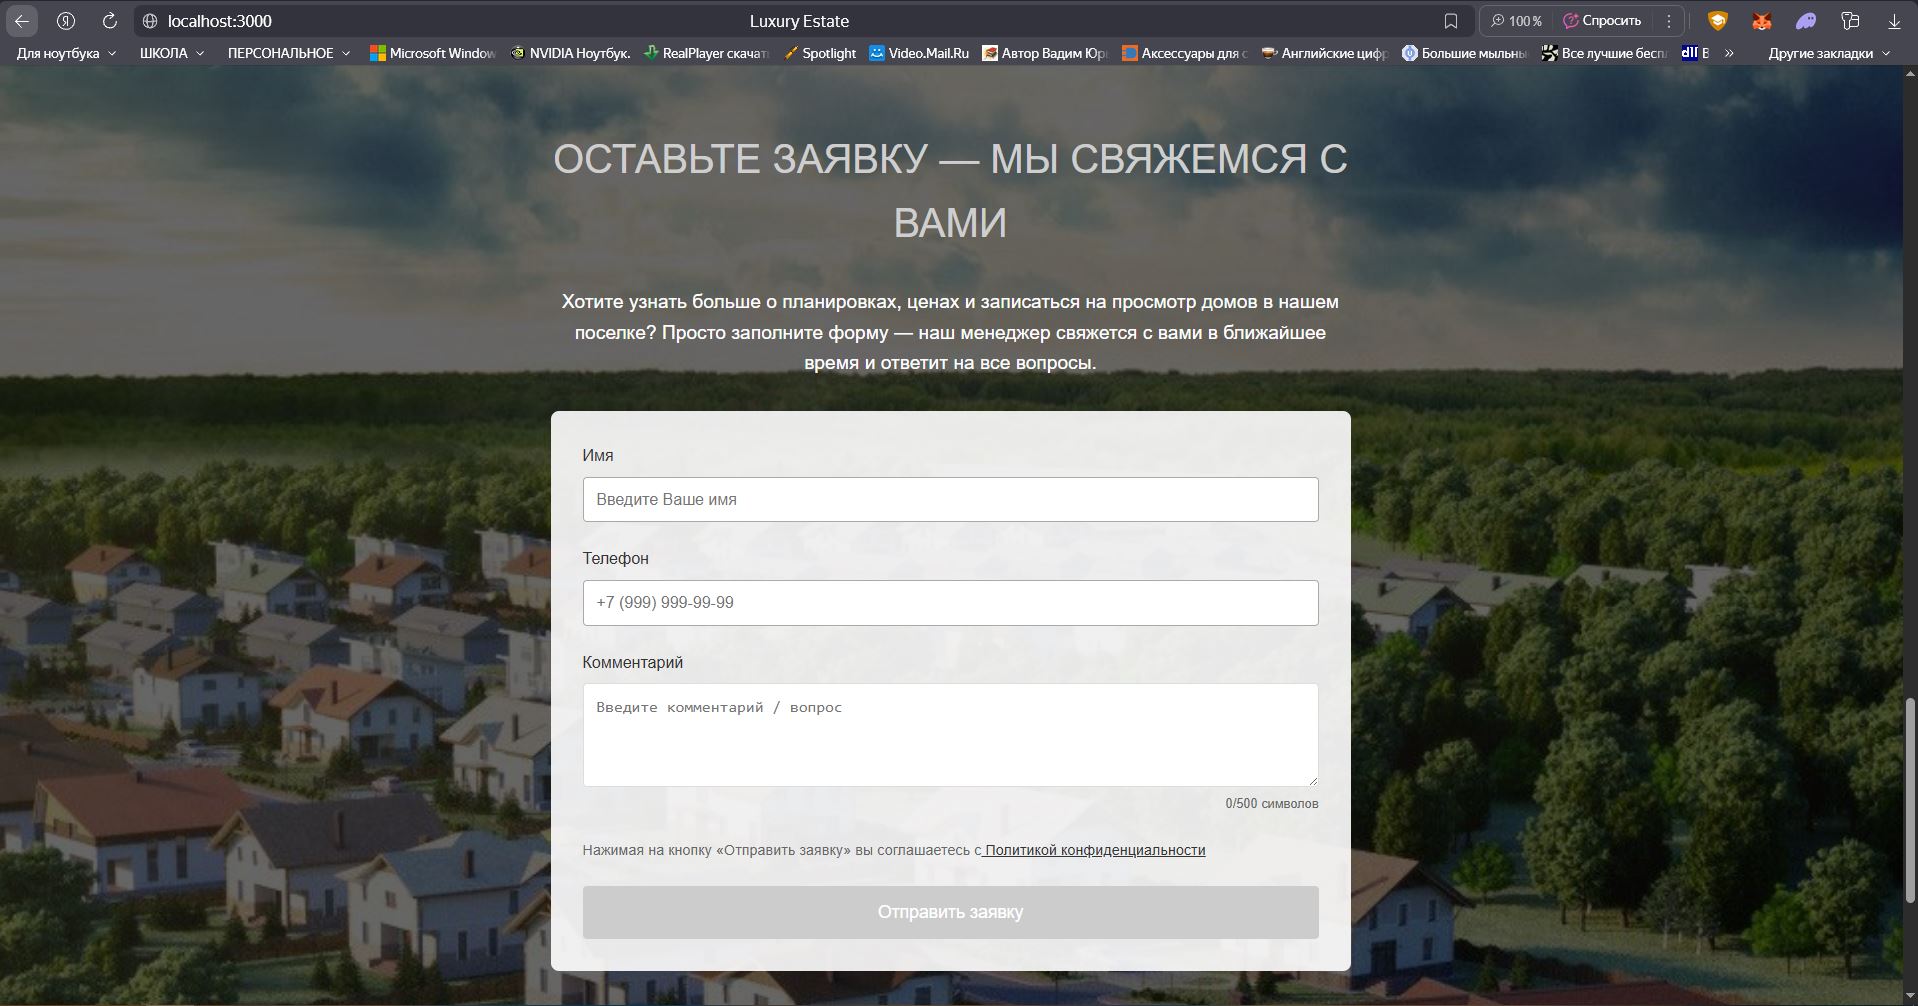 localhost:3000
Luxury Estate
100 %
Спросить
Для ноутбука
ШКОЛА
ПЕРСОНАЛЬНОЕ
Microsoft Window
NVIDIA Ноутбук.
RealPlayer скачать
Spotlight
Video.Mail.Ru
Автор Вадим Юрь
Аксессуары для с
Английские цифр
Большие мыльны
Все лучшие беспл
В
»
Другие закладки
ОСТАВЬТЕ ЗАЯВКУ — МЫ СВЯЖЕМСЯ С
ВАМИ
Хотите узнать больше о планировках, ценах и записаться на просмотр домов в нашем
поселке? Просто заполните форму — наш менеджер свяжется с вами в ближайшее
время и ответит на все вопросы.
Имя
Введите Ваше имя
Телефон
+7 (999) 999-99-99
Комментарий
Введите комментарий / вопрос
0/500 символов
Нажимая на кнопку «Отправить заявку» вы соглашаетесь с Политикой конфиденциальности
Отправить заявку